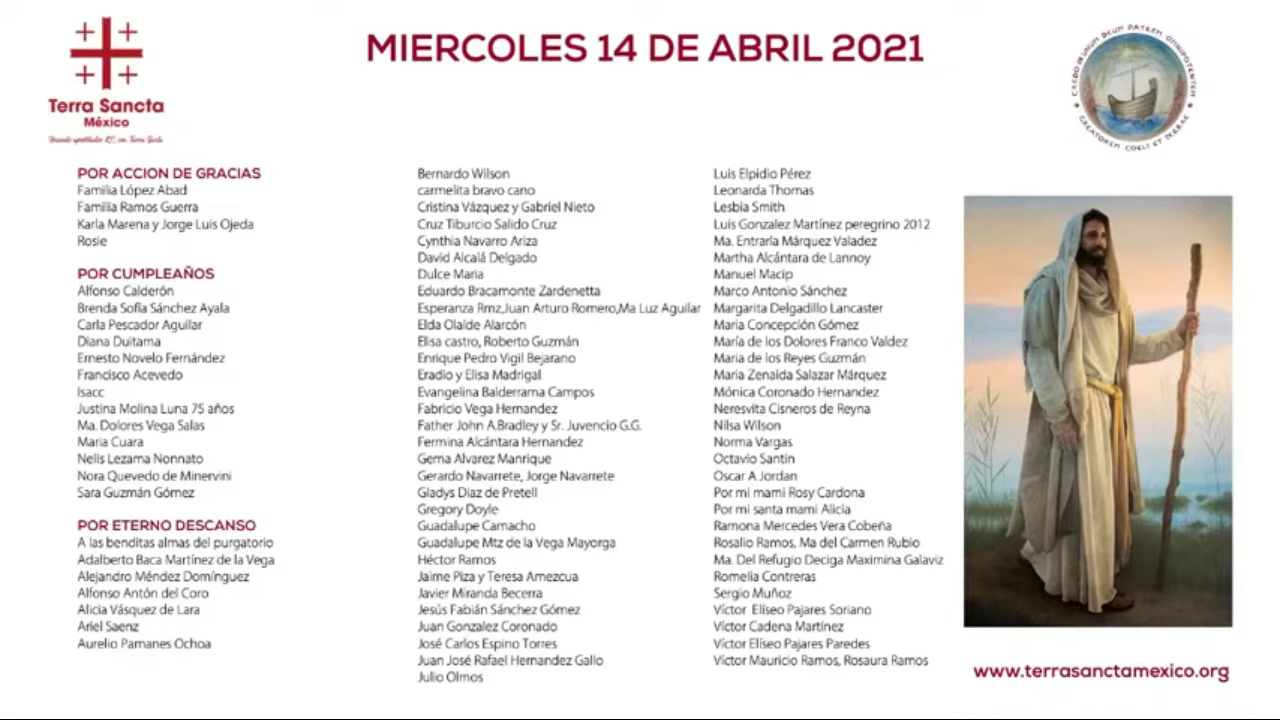 Terra Sancta
México
MIERCOLES 14 DE ABRIL 2021
CREDO IN UNUM DEUM PATREM OMNIPOTENTEM
CREATOREM COELI ET TERRAE
POR ACCION DE GRACIAS
Familia López Abad
Familia Ramos Guerra
Karla Marena y Jorge Luis Ojeda
Rosie
POR CUMPLEAÑOS
Alfonso Calderón
Brenda Sofía Sánchez Ayala
Carla Pescador Aguilar
Diana Duitama
Ernesto Novelo Fernández
Francisco Acevedo
Isacc
Justina Molina Luna 75 años
Ma. Dolores Vega Salas
Maria Cuara
Nelis Lezama Nonnato
Nora Quevedo de Minervini
Sara Guzmán Gómez
POR ETERNO DESCANSO
A las benditas almas del purgatorio
Adalberto Baca Martínez de la Vega
Alejandro Méndez Domínguez
Alfonso Antón del Coro
Alicia Vásquez de Lara
Ariel Saenz
Aurelio Pamanes Ochoa
Bernardo Wilson
carmelita bravo cano
Cristina Vázquez y Gabriel Nieto
Cruz Tiburcio Salido Cruz
Cynthia Navarro Ariza
David Alcalá Delgado
Dulce Maria
Eduardo Bracamonte Zardenetta
Esperanza Rmz,Juan Arturo Romero,Ma Luz Aguilar
Elda Olalde Alarcón
Elisa castro, Roberto Guzmán
Enrique Pedro Vigil Bejarano
Eradio y Elisa Madrigal
Evangelina Balderrama Campos
Fabricio Vega Hernandez
Father John A.Bradley y Sr. Juvencio G.G.
Fermina Alcántara Hernandez
Gema Alvarez Manrique
Gerardo Navarrete, Jorge Navarrete
Gladys Diaz de Pretell
Gregory Doyle
Guadalupe Camacho
Guadalupe Mtz de la Vega Mayorga
Héctor Ramos
Jaime Piza y Teresa Amezcua
Javier Miranda Becerra
Jesús Fabián Sánchez Gómez
Juan Gonzalez Coronado
José Carlos Espino Torres
Juan José Rafael Hernandez Gallo
Julio Olmos
Luis Elpidio Pérez
Leonarda Thomas
Lesbia Smith
Luis Gonzalez Martínez peregrino 2012
Ma. Entraría Márquez Valadez
Martha Alcántara de Lannoy
Manuel Macip
Marco Antonio Sánchez
Margarita Delgadillo Lancaster
Maria Concepción Gómez
María de los Dolores Franco Valdez
Maria de los Reyes Guzmán
Maria Zenaida Salazar Márquez
Mónica Coronado Hernandez
Neresvita Cisneros de Reyna
Nilsa Wilson
Norma Vargas
Octavio Santin
Oscar A Jordan
Por mi mami Rosy Cardona
Por mi santa mami Alicia
Ramona Mercedes Vera Cobeña
Rosalio Ramos, Ma del Carmen Rubio
Ma. Del Refugio Deciga Maximina Galaviz
Romelia Contreras
Sergio Muñoz
Víctor Elíseo Pajares Soriano
Víctor Cadena Martínez
Víctor Elíseo Pajares Paredes
Victor Mauricio Ramos, Rosaura Ramos
www.terrasanctamexico.org